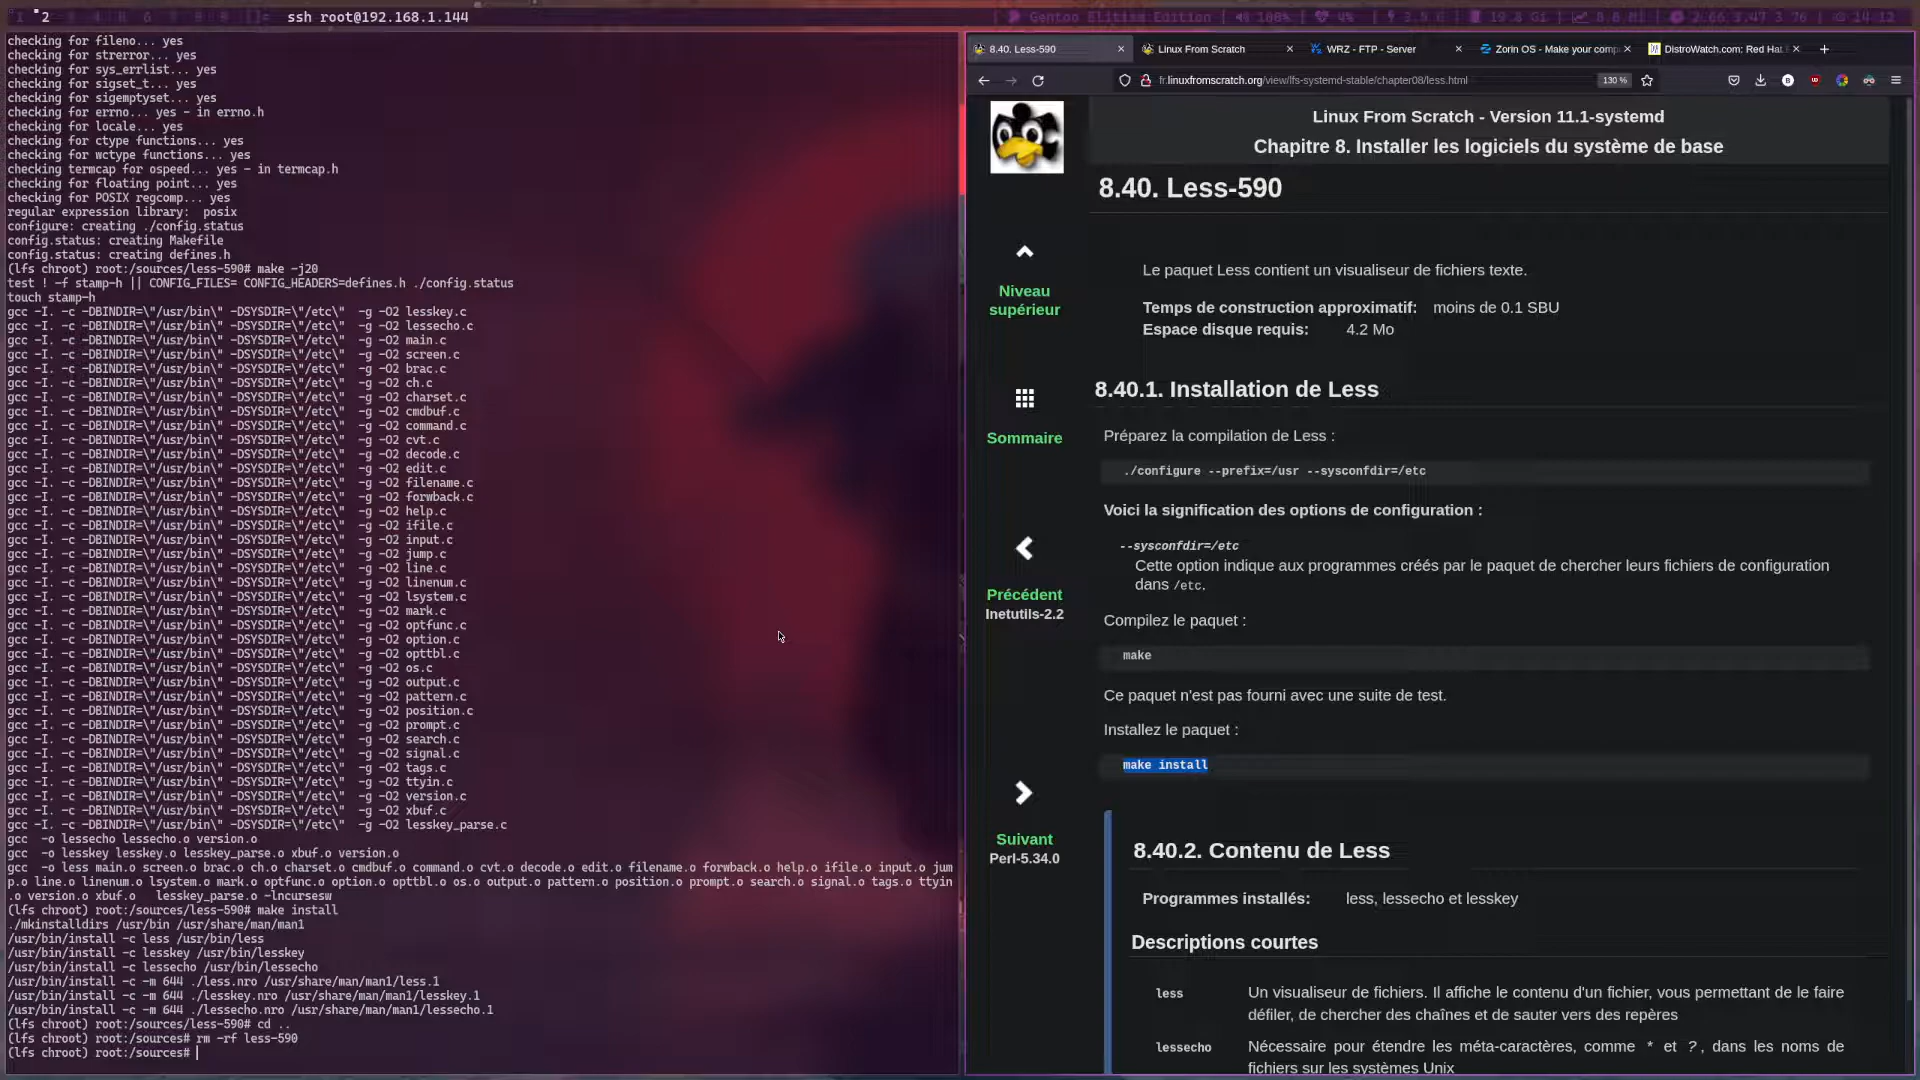 2 ssh root@192.168.1.144
Gentoo Elitism Edition
checking for fileno... yes
checking for strerror... yes
checking for sys_errlist... yes
checking for sigset_t... yes
checking for sigemptyset... yes
checking for errno... yes - in errno.h
checking for locale... yes
checking for ctype functions... yes
checking for wctype functions... yes
checking termcap for ospeed... yes - in termcap.h
checking for floating point... yes
checking for POSIX regcomp... yes
regular expression library:  posix
configure: creating ./config.status
config.status: creating Makefile
config.status: creating defines.h
(lfs chroot) root:/sources/less-590# make -j20
test ! -f stamp-h || CONFIG_FILES= CONFIG_HEADERS=defines.h ./config.status
touch stamp-h
gcc -I. -c -DBINDIR=\"/usr/bin\" -DSYSDIR=\"/etc\"  -g -O2 lesskey.c
gcc -I. -c -DBINDIR=\"/usr/bin\" -DSYSDIR=\"/etc\"  -g -O2 lessecho.c
gcc -I. -c -DBINDIR=\"/usr/bin\" -DSYSDIR=\"/etc\"  -g -O2 main.c
gcc -I. -c -DBINDIR=\"/usr/bin\" -DSYSDIR=\"/etc\"  -g -O2 screen.c
gcc -I. -c -DBINDIR=\"/usr/bin\" -DSYSDIR=\"/etc\"  -g -O2 brac.c
gcc -I. -c -DBINDIR=\"/usr/bin\" -DSYSDIR=\"/etc\"  -g -O2 ch.c
gcc -I. -c -DBINDIR=\"/usr/bin\" -DSYSDIR=\"/etc\"  -g -O2 charset.c
gcc -I. -c -DBINDIR=\"/usr/bin\" -DSYSDIR=\"/etc\"  -g -O2 cmdbuf.c
gcc -I. -c -DBINDIR=\"/usr/bin\" -DSYSDIR=\"/etc\"  -g -O2 command.c
gcc -I. -c -DBINDIR=\"/usr/bin\" -DSYSDIR=\"/etc\"  -g -O2 cvt.c
gcc -I. -c -DBINDIR=\"/usr/bin\" -DSYSDIR=\"/etc\"  -g -O2 decode.c
gcc -I. -c -DBINDIR=\"/usr/bin\" -DSYSDIR=\"/etc\"  -g -O2 edit.c
gcc -I. -c -DBINDIR=\"/usr/bin\" -DSYSDIR=\"/etc\"  -g -O2 filename.c
gcc -I. -c -DBINDIR=\"/usr/bin\" -DSYSDIR=\"/etc\"  -g -O2 forwback.c
gcc -I. -c -DBINDIR=\"/usr/bin\" -DSYSDIR=\"/etc\"  -g -O2 help.c
gcc -I. -c -DBINDIR=\"/usr/bin\" -DSYSDIR=\"/etc\"  -g -O2 ifile.c
gcc -I. -c -DBINDIR=\"/usr/bin\" -DSYSDIR=\"/etc\"  -g -O2 input.c
gcc -I. -c -DBINDIR=\"/usr/bin\" -DSYSDIR=\"/etc\"  -g -O2 jump.c
gcc -I. -c -DBINDIR=\"/usr/bin\" -DSYSDIR=\"/etc\"  -g -O2 line.c
gcc -I. -c -DBINDIR=\"/usr/bin\" -DSYSDIR=\"/etc\"  -g -O2 linenum.c
gcc -I. -c -DBINDIR=\"/usr/bin\" -DSYSDIR=\"/etc\"  -g -O2 lsystem.c
gcc -I. -c -DBINDIR=\"/usr/bin\" -DSYSDIR=\"/etc\"  -g -O2 mark.c
gcc -I. -c -DBINDIR=\"/usr/bin\" -DSYSDIR=\"/etc\"  -g -O2 optfunc.c
gcc -I. -c -DBINDIR=\"/usr/bin\" -DSYSDIR=\"/etc\"  -g -O2 option.c
gcc -I. -c -DBINDIR=\"/usr/bin\" -DSYSDIR=\"/etc\"  -g -O2 opttbl.c
gcc -I. -c -DBINDIR=\"/usr/bin\" -DSYSDIR=\"/etc\"  -g -O2 os.c
gcc -I. -c -DBINDIR=\"/usr/bin\" -DSYSDIR=\"/etc\"  -g -O2 output.c
gcc -I. -c -DBINDIR=\"/usr/bin\" -DSYSDIR=\"/etc\"  -g -O2 pattern.c
gcc -I. -c -DBINDIR=\"/usr/bin\" -DSYSDIR=\"/etc\"  -g -O2 position.c
gcc -I. -c -DBINDIR=\"/usr/bin\" -DSYSDIR=\"/etc\"  -g -O2 prompt.c
gcc -I. -c -DBINDIR=\"/usr/bin\" -DSYSDIR=\"/etc\"  -g -O2 search.c
gcc -I. -c -DBINDIR=\"/usr/bin\" -DSYSDIR=\"/etc\"  -g -O2 signal.c
gcc -I. -c -DBINDIR=\"/usr/bin\" -DSYSDIR=\"/etc\"  -g -O2 tags.c
gcc -I. -c -DBINDIR=\"/usr/bin\" -DSYSDIR=\"/etc\"  -g -O2 ttyin.c
gcc -I. -c -DBINDIR=\"/usr/bin\" -DSYSDIR=\"/etc\"  -g -O2 version.c
gcc -I. -c -DBINDIR=\"/usr/bin\" -DSYSDIR=\"/etc\"  -g -O2 xbuf.c
gcc -I. -c -DBINDIR=\"/usr/bin\" -DSYSDIR=\"/etc\"  -g -O2 lesskey_parse.c
gcc  -o lessecho lessecho.o version.o
gcc  -o lesskey lesskey.o lesskey_parse.o xbuf.o version.o
gcc  -o less main.o screen.o brac.o ch.o charset.o cmdbuf.o command.o cvt.o decode.o edit.o filename.o forwback.o help.o ifile.o input.o jum
p.o line.o linenum.o lsystem.o mark.o optfunc.o option.o opttbl.o os.o output.o pattern.o position.o prompt.o search.o signal.o tags.o ttyin
.o version.o xbuf.o   lesskey_parse.o -lncursesw
(lfs chroot) root:/sources/less-590# make install
./mkinstalldirs /usr/bin /usr/share/man/man1
/usr/bin/install -c less /usr/bin/less
/usr/bin/install -c lesskey /usr/bin/lesskey
/usr/bin/install -c lessecho /usr/bin/lessecho
/usr/bin/install -c -m 644 ./less.nro /usr/share/man/man1/less.1
/usr/bin/install -c -m 644 ./lesskey.nro /usr/share/man/man1/lesskey.1
/usr/bin/install -c -m 644 ./lessecho.nro /usr/share/man/man1/lessecho.1
(lfs chroot) root:/sources/less-590# cd ..
(lfs chroot) root:/sources# rm -rf less-590
(lfs chroot) root:/sources#
8.40. Less-590
Linux From Scratch
WRZ - FTP - Server
Zorin OS - Make your comp
DistroWatch.com: Red Hat
fr.linuxfromscratch.org/view/lfs-systemd-stable/chapter08/less.html
130 %
Linux From Scratch - Version 11.1-systemd
Chapitre 8. Installer les logiciels du système de base
8.40. Less-590
Niveau
supérieur
Sommaire
Précédent
Inetutils-2.2
Suivant
Perl-5.34.0
Le paquet Less contient un visualiseur de fichiers texte.
Temps de construction approximatif: moins de 0.1 SBU
Espace disque requis: 4.2 Mo
8.40.1. Installation de Less
Préparez la compilation de Less :
./configure --prefix=/usr --sysconfdir=/etc
Voici la signification des options de configuration :
--sysconfdir=/etc
Cette option indique aux programmes créés par le paquet de chercher leurs fichiers de configuration
dans /etc.
Compilez le paquet :
make
Ce paquet n'est pas fourni avec une suite de test.
Installez le paquet :
make install
8.40.2. Contenu de Less
Programmes installés: less, lessecho et lesskey
Descriptions courtes
less Un visualiseur de fichiers. Il affiche le contenu d'un fichier, vous permettant de le faire
défiler, de chercher des chaînes et de sauter vers des repères
lessecho Nécessaire pour étendre les méta-caractères, comme * et ?, dans les noms de
fichiers sur les systèmes Unix